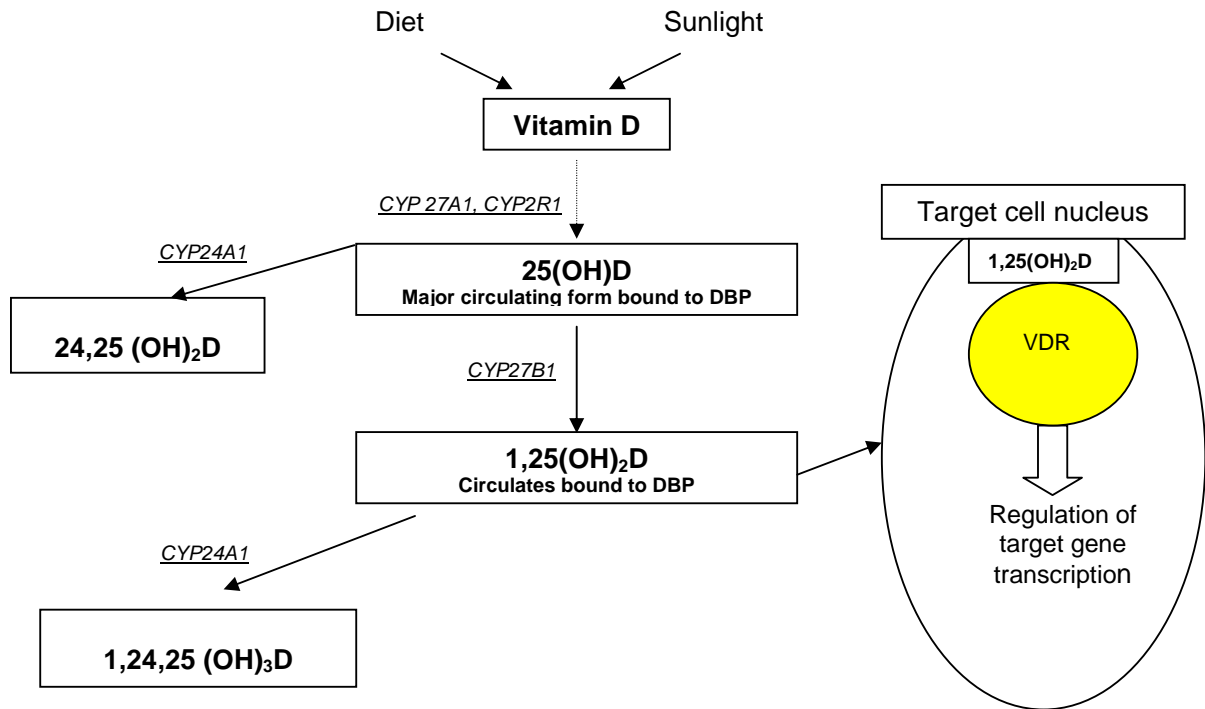 Diet
Sunlight
Vitamin D
CYP 27A1, CYP2R1
CYP24A1
25(OH)D
Major circulating form bound to DBP
24,25 (OH)₂D
CYP27B1
1,25(OH)₂D
Circulates bound to DBP
CYP24A1
1,24,25 (OH)₃D
Target cell nucleus
1,25(OH)₂D
VDR
Regulation of
target gene
transcription